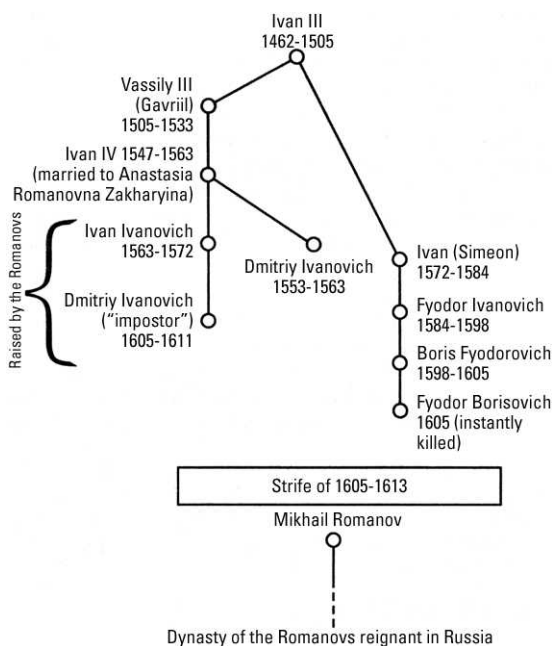 Ivan III
1462-1505
Vassily III
(Gavriil)
1505-1533
Ivan IV 1547-1563
(married to Anastasia
Romanovna Zakharyina)
Raised by the Romanovs
Ivan Ivanovich
1563-1572
Dmitriy Ivanovich
1553-1563
Dmitriy Ivanovich
("impostor")
1605-1611
Ivan (Simeon)
1572-1584
Fyodor Ivanovich
1584-1598
Boris Fyodorovich
1598-1605
Fyodor Borisovich
1605 (instantly
killed)
Strife of 1605-1613
Mikhail Romanov
Dynasty of the Romanovs reignant in Russia